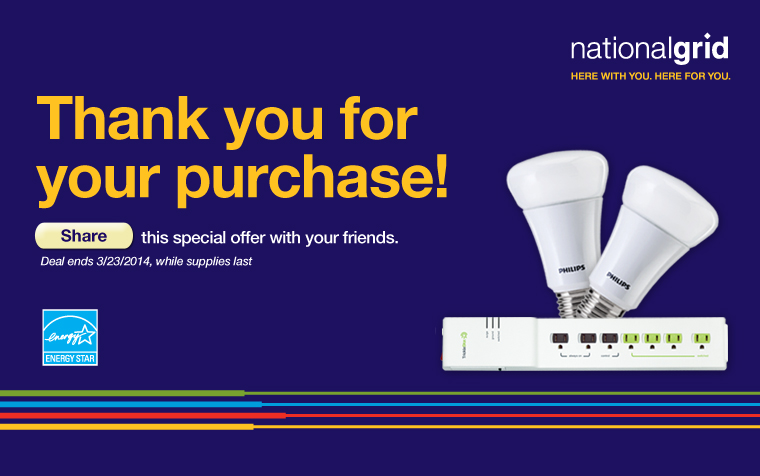 nationalgrid
HERE WITH YOU. HERE FOR YOU.
Thank you for
your purchase!
Share this special offer with your friends.
Deal ends 3/23/2014, while supplies last
PHILIPS
PHILIPS
energy
ENERGY STAR